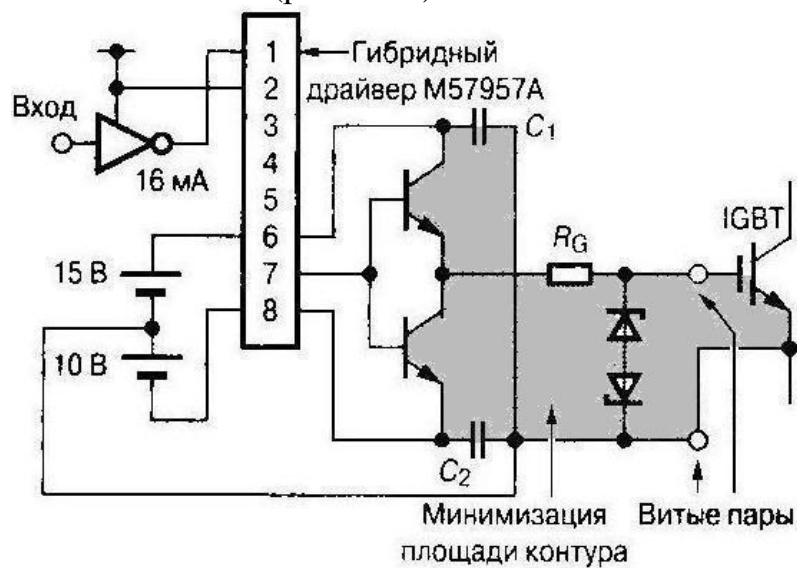 1
Гибридный
драйвер M57957A
2
Вход
3
C1
4
16 мА
5
IGBT
6
RG
15 В
7
8
10 В
C2
Минимизация
площади контура
Витые пары